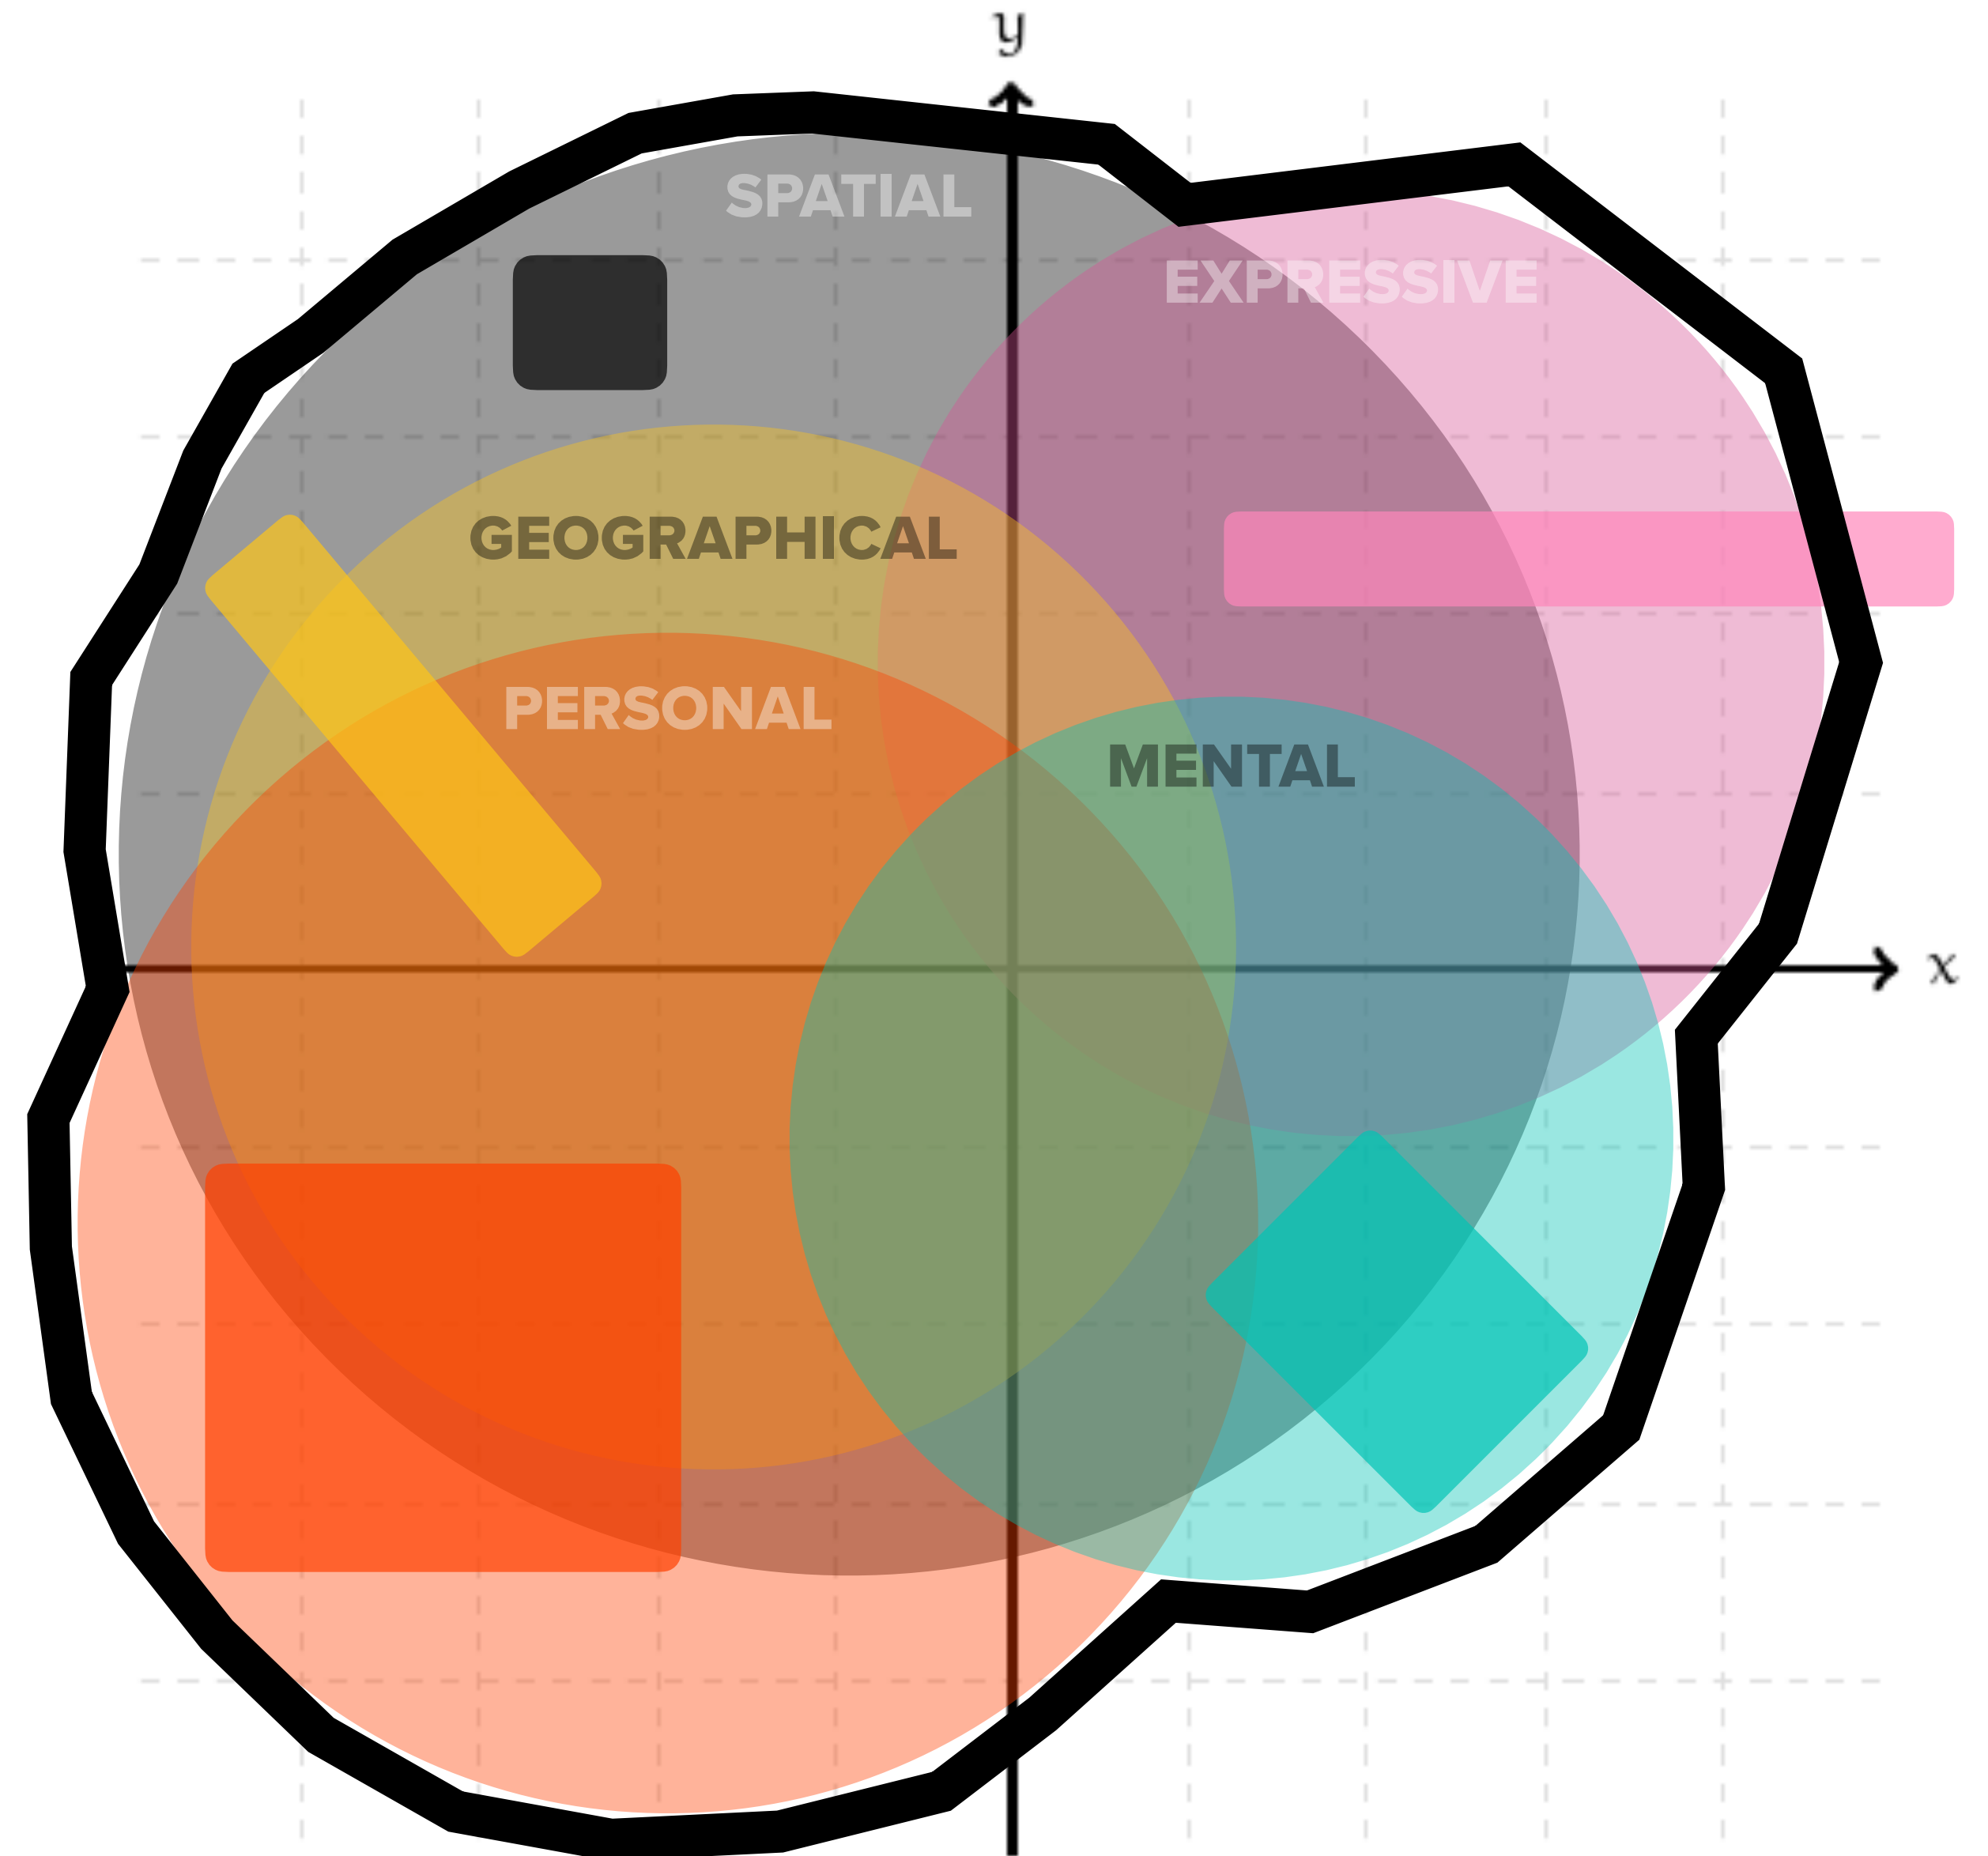 y
SPATIAL
EXPRESSIVE
GEOGRAPHICAL
PERSONAL
MENTAL
x